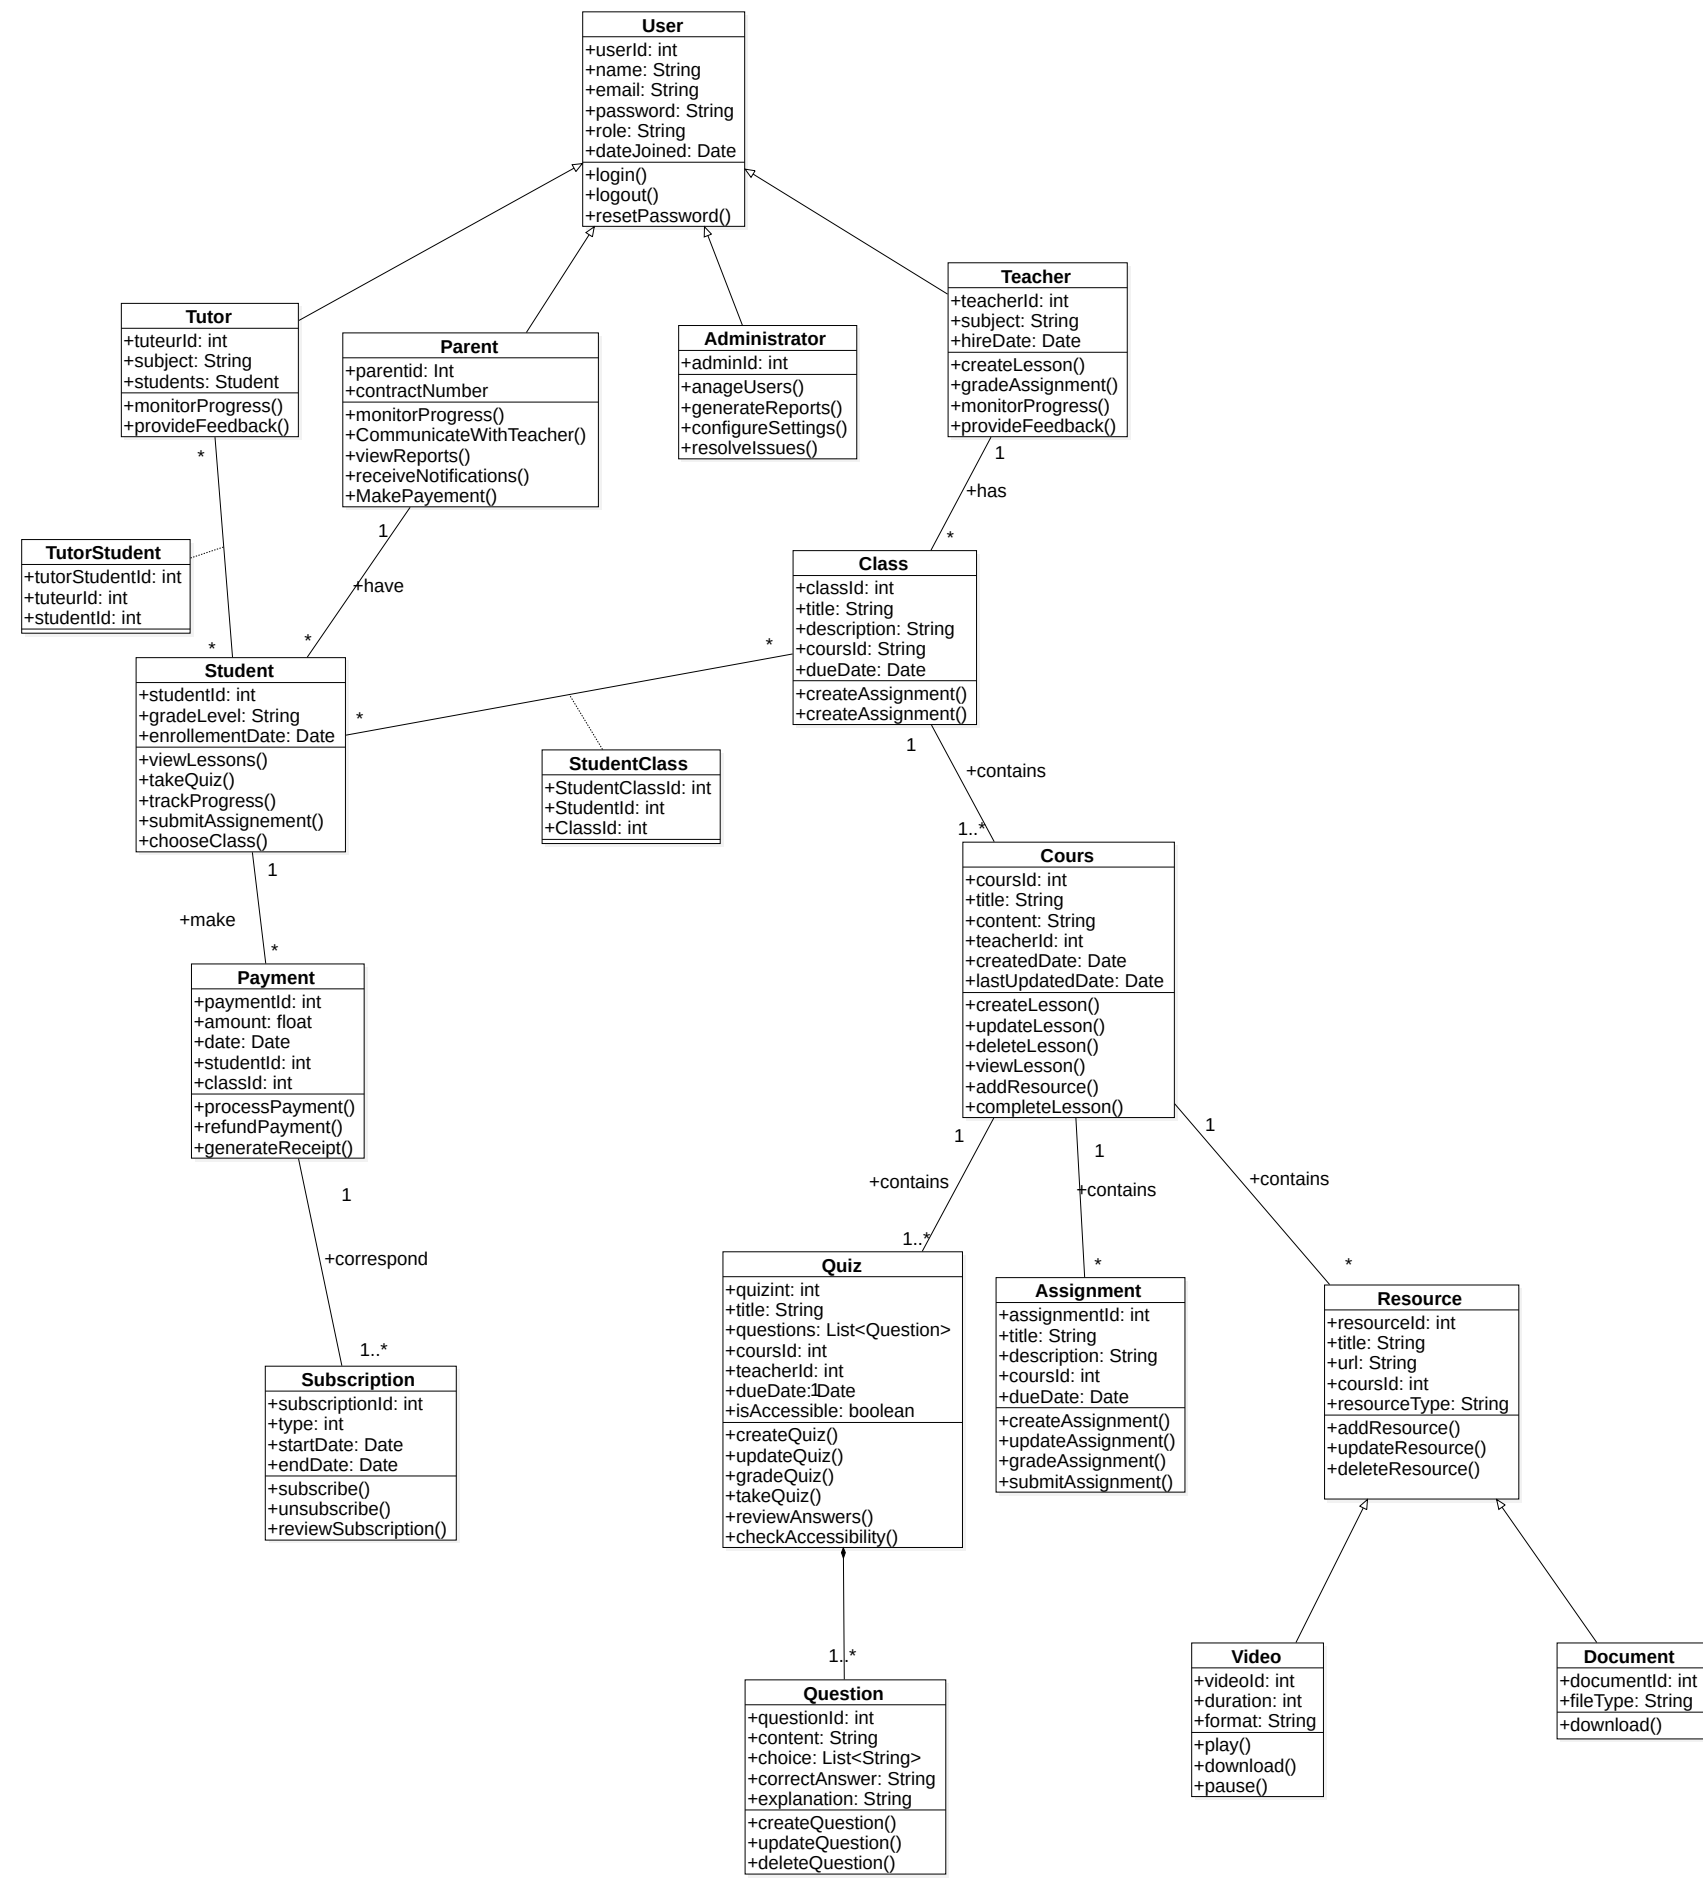 User
+userId: int
+name: String
+email: String
+password: String
+role: String
+dateJoined: Date
+login()
+logout()
+resetPassword()
Tutor
+tuteurId: int
+subject: String
+students: Student
+monitorProgress()
+provideFeedback()
Parent
+parentid: Int
+contractNumber
+monitorProgress()
+CommunicateWithTeacher()
+viewReports()
+receiveNotifications()
+MakePayement()
Administrator
+adminId: int
+anageUsers()
+generateReports()
+configureSettings()
+resolveIssues()
Teacher
+teacherId: int
+subject: String
+hireDate: Date
+createLesson()
+gradeAssignment()
+monitorProgress()
+provideFeedback()
*
1
+have
*
*
1
+has
*
TutorStudent
+tutorStudentId: int
+tuteurId: int
+studentId: int
Class
+classId: int
+title: String
+description: String
+coursId: String
+dueDate: Date
+createAssignment()
+createAssignment()
*
*
Student
+studentId: int
+gradeLevel: String
+enrollementDate: Date
+viewLessons()
+takeQuiz()
+trackProgress()
+submitAssignement()
+chooseClass()
StudentClass
+StudentClassId: int
+StudentId: int
+ClassId: int
1
+contains
1..*
Cours
+coursId: int
+title: String
+content: String
+teacherId: int
+createdDate: Date
+lastUpdatedDate: Date
+createLesson()
+updateLesson()
+deleteLesson()
+viewLesson()
+addResource()
+completeLesson()
1
+make
*
Payment
+paymentId: int
+amount: float
+date: Date
+studentId: int
+classId: int
+processPayment()
+refundPayment()
+generateReceipt()
1
+correspond
1..*
Subscription
+subscriptionId: int
+type: int
+startDate: Date
+endDate: Date
+subscribe()
+unsubscribe()
+reviewSubscription()
1
+contains
1..*
1
+contains
*
1
+contains
*
Quiz
+quizint: int
+title: String
+questions: List<Question>
+coursId: int
+teacherId: int
+dueDate: Date
1
+isAccessible: boolean
+createQuiz()
+updateQuiz()
+gradeQuiz()
+takeQuiz()
+reviewAnswers()
+checkAccessibility()
Assignment
+assignmentId: int
+title: String
+description: String
+coursId: int
+dueDate: Date
+createAssignment()
+updateAssignment()
+gradeAssignment()
+submitAssignment()
Resource
+resourceId: int
+title: String
+url: String
+coursId: int
+resourceType: String
+addResource()
+updateResource()
+deleteResource()
1..*
Question
+questionId: int
+content: String
+choice: List<String>
+correctAnswer: String
+explanation: String
+createQuestion()
+updateQuestion()
+deleteQuestion()
Video
+videoId: int
+duration: int
+format: String
+play()
+download()
+pause()
Document
+documentId: int
+fileType: String
+download()